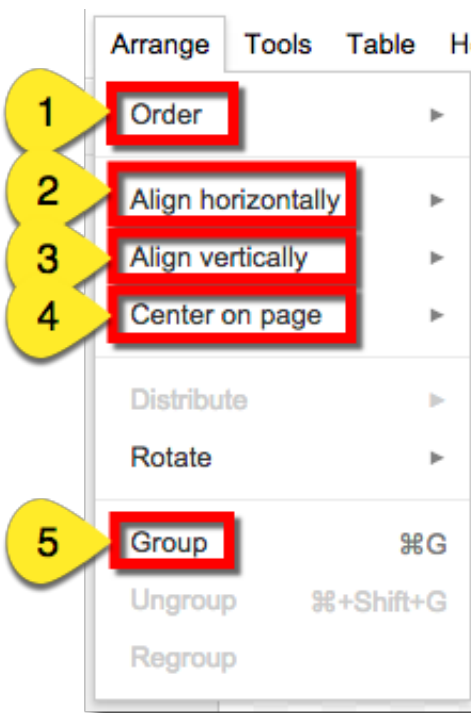 Arrange Tools Table H
1 Order
2 Align horizontally
3 Align vertically
4 Center on page
Distribute
Rotate
5 Group ⌘G
Ungroup ⌘+Shift+G
Regroup